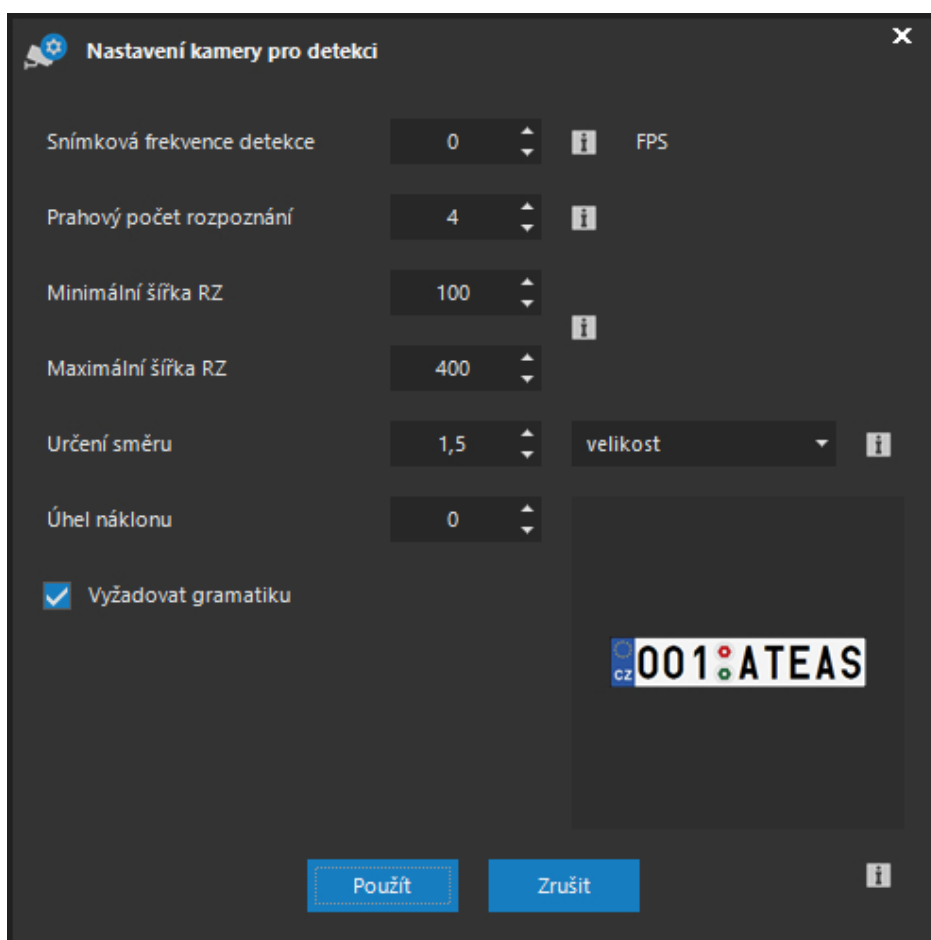 Nastavení kamery pro detekci
Snímková frekvence detekce 0 FPS
Prahový počet rozpoznání 4
Minimální šířka RZ 100
Maximální šířka RZ 400
Určení směru 1,5 velikost
Úhel náklonu 0
Vyžadovat gramatiku
CZ 001 ATEAS
Použít Zrušit